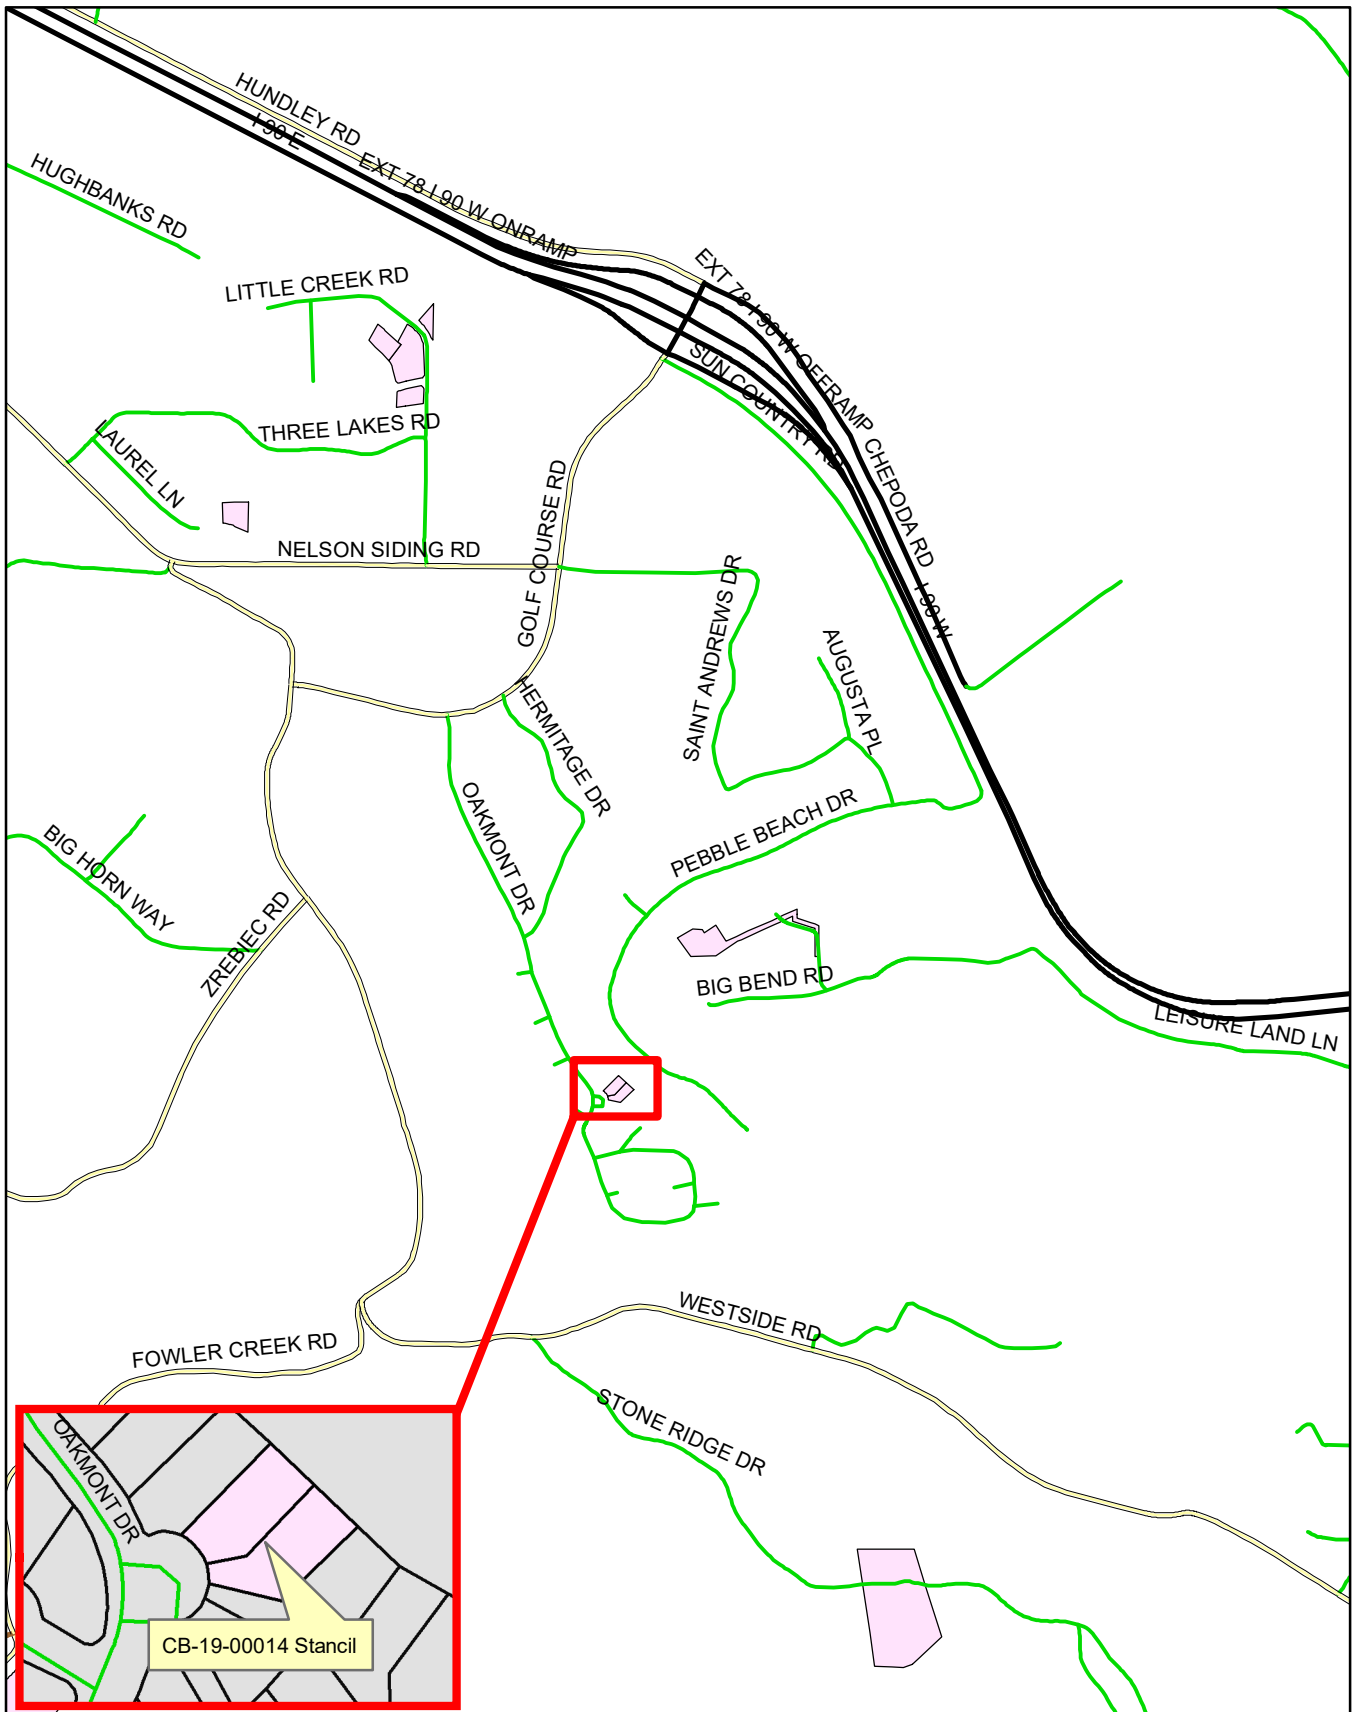 HUNDLEY RD
I 90 E
EXT 78 I 90 W ONRAMP
HUGHBANKS RD
EXT 78 I 90 W OFFRAMP
LITTLE CREEK RD
SUN COUNTRY RD
THREE LAKES RD
LAUREL LN
CHEPODA RD
GOLF COURSE RD
NELSON SIDING RD
I 90 W
SAINT ANDREWS DR
AUGUSTA PL
HERMITAGE DR
OAKMONT DR
PEBBLE BEACH DR
BIG HORN WAY
ZREBIEC RD
BIG BEND RD
LEISURE LAND LN
WESTSIDE RD
FOWLER CREEK RD
STONE RIDGE DR
OAKMONT DR
CB-19-00014 Stancil